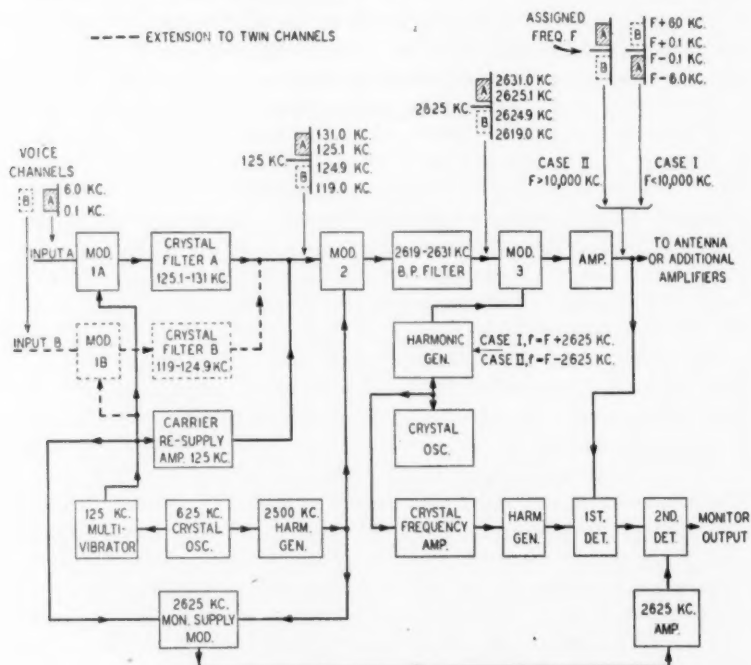 ---- EXTENSION TO TWIN CHANNELS
ASSIGNED
FREQ. F
A
B
B
A
F+6.0 KC.
F+0.1 KC.
F-0.1 KC.
F-6.0 KC.
2625 KC.
A
B
2631.0 KC.
2625.1 KC.
2624.9 KC.
2619.0 KC.
125 KC.
A
B
131.0 KC.
125.1 KC.
124.9 KC.
119.0 KC.
CASE II
F>10,000 KC.
CASE I
F<10,000 KC.
VOICE
CHANNELS
B
A
6.0 KC.
0.1 KC.
INPUT A
MOD.
1A
CRYSTAL
FILTER A
125.1-131 KC.
MOD.
2
2619-2631 KC.
B.P. FILTER
MOD.
3
AMP.
TO ANTENNA
OR ADDITIONAL
AMPLIFIERS
INPUT B
MOD.
1B
CRYSTAL
FILTER B
119-124.9 KC.
HARMONIC
GEN.
CASE I, f=F+2625 KC.
CASE II, f=F-2625 KC.
CARRIER
RE-SUPPLY
AMP. 125 KC.
CRYSTAL
OSC.
125 KC.
MULTI-
VIBRATOR
625 KC.
CRYSTAL
OSC.
2500 KC.
HARM.
GEN.
CRYSTAL
FREQUENCY
AMP.
HARM.
GEN.
1ST.
DET.
2ND.
DET.
MONITOR
OUTPUT
2625 KC.
MON. SUPPLY
MOD.
2625 KC.
AMP.